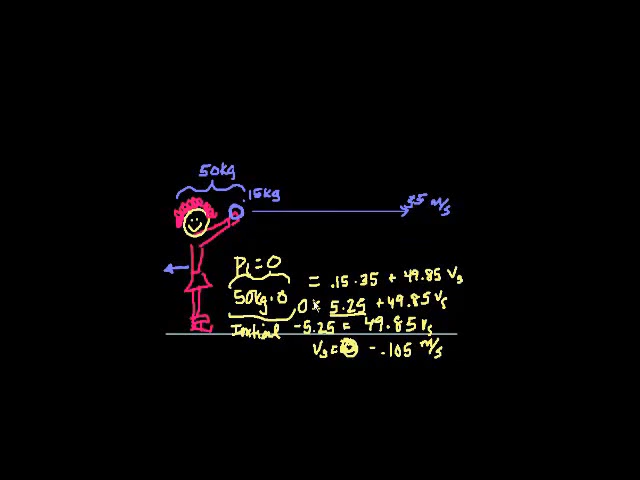 50kg
.15kg
35 m/s
Pi = 0
= .15·35 + 49.85 Vs
50kg·0
0 = 5.25 + 49.85 Vs
Initial
-5.25 = 49.85 Vs
Vs = -.105 m/s